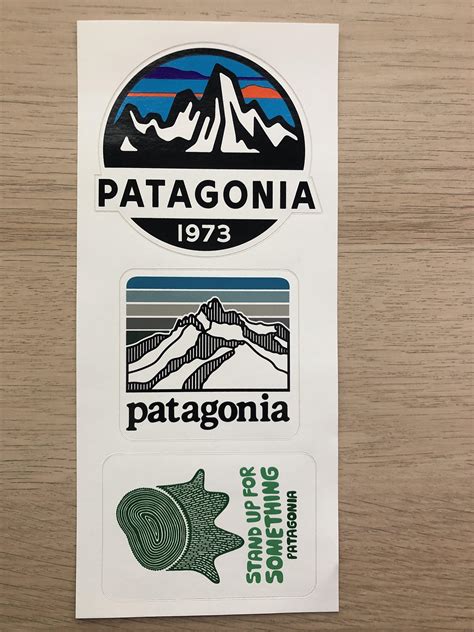 PATAGONIA
1973
patagonia
STAND UP FOR
SOMETHING
PATAGONIA